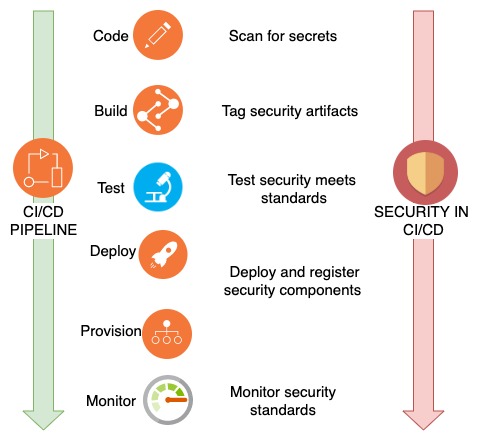 Code
Scan for secrets
Build
Tag security artifacts
Test
Test security meets
standards
CI/CD
PIPELINE
SECURITY IN
CI/CD
Deploy
Deploy and register
security components
Provision
Monitor
Monitor security
standards